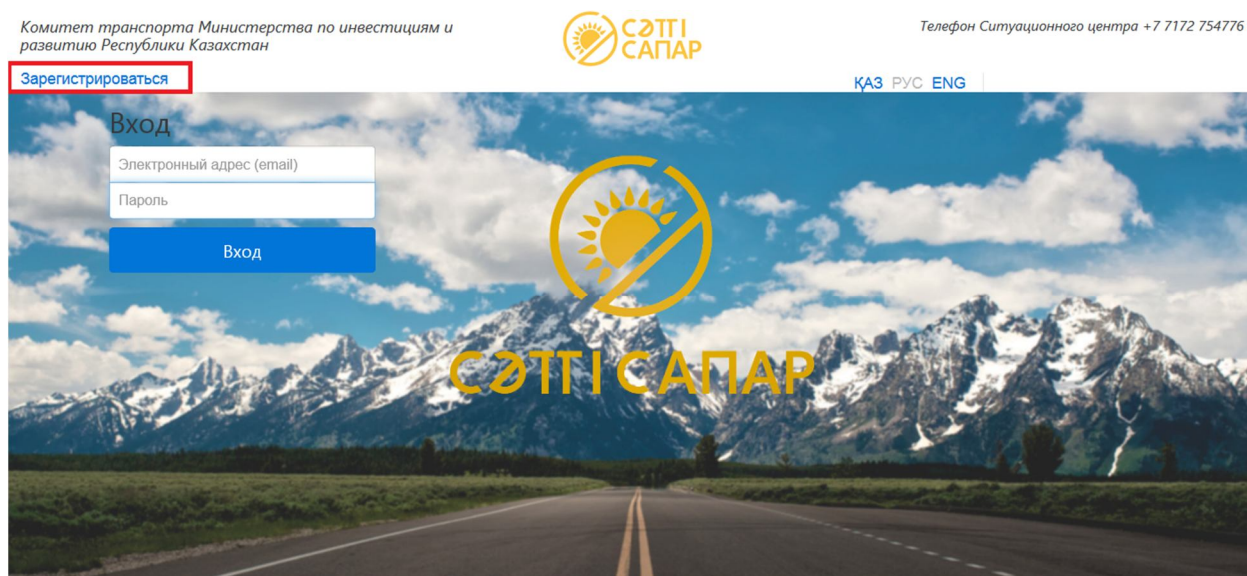 Комитет транспорта Министерства по инвестициям и
развитию Республики Казахстан
СӘТТІ
САПАР
Телефон Ситуационного центра +7 7172 754776
Зарегистрироваться
ҚАЗ РУС ENG
Вход
Электронный адрес (email)
Пароль
Вход
СӘТТІ САПАР